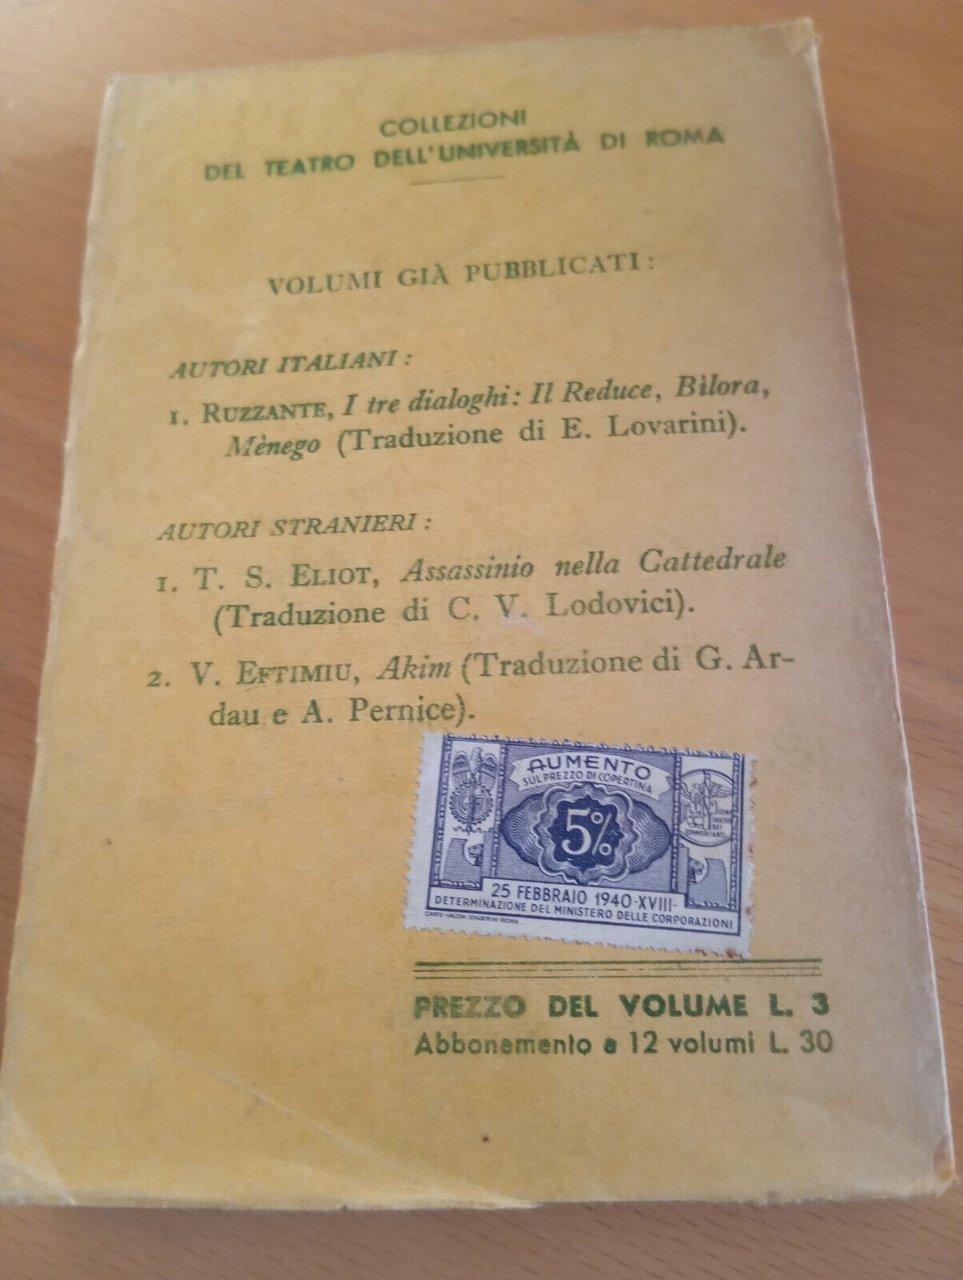 COLLEZIONI
DEL TEATRO DELL'UNIVERSITÀ DI ROMA
VOLUMI GIÀ PUBBLICATI:
AUTORI ITALIANI:
1. RUZZANTE, I tre dialoghi: Il Reduce, Bìlora,
Mènego (Traduzione di E. Lovarini).
AUTORI STRANIERI:
1. T. S. ELIOT, Assassinio nella Cattedrale
(Traduzione di C. V. Lodovici).
2. V. EFTIMIU, Akim (Traduzione di G. Ar-
dau e A. Pernice).
AUMENTO
SUL PREZZO DI COPERTINA
5%
25 FEBBRAIO 1940-XVIII-
DETERMINAZIONE DEL MINISTERO DELLE CORPORAZIONI
PREZZO DEL VOLUME L. 3
Abbonamento a 12 volumi L. 30